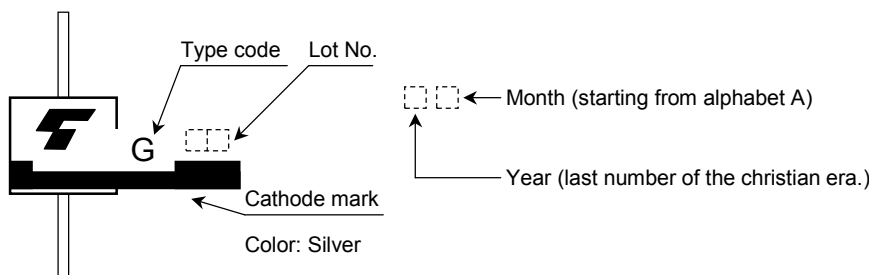 Type code
Lot No.
G
Month (starting from alphabet A)
Year (last number of the christian era.)
Cathode mark
Color: Silver